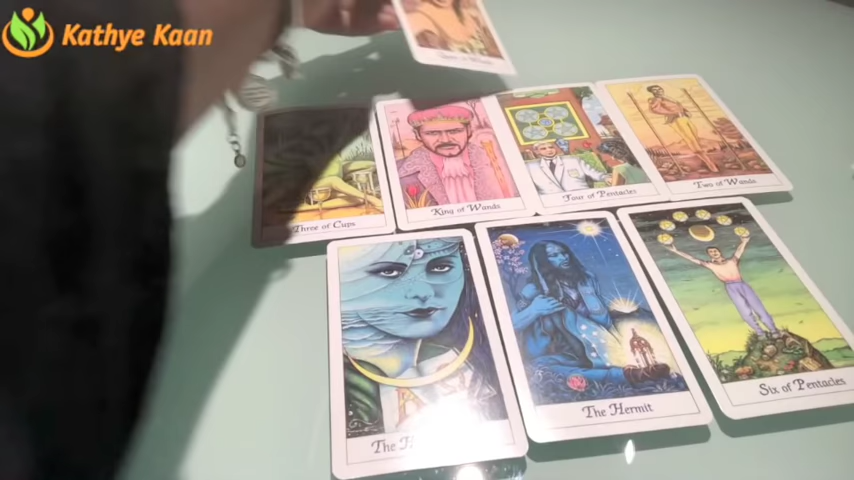 Kathye Kaan
Three of Cups
King of Wands
Four of Pentacles
Two of Wands
The H
The Hermit
Six of Pentacles